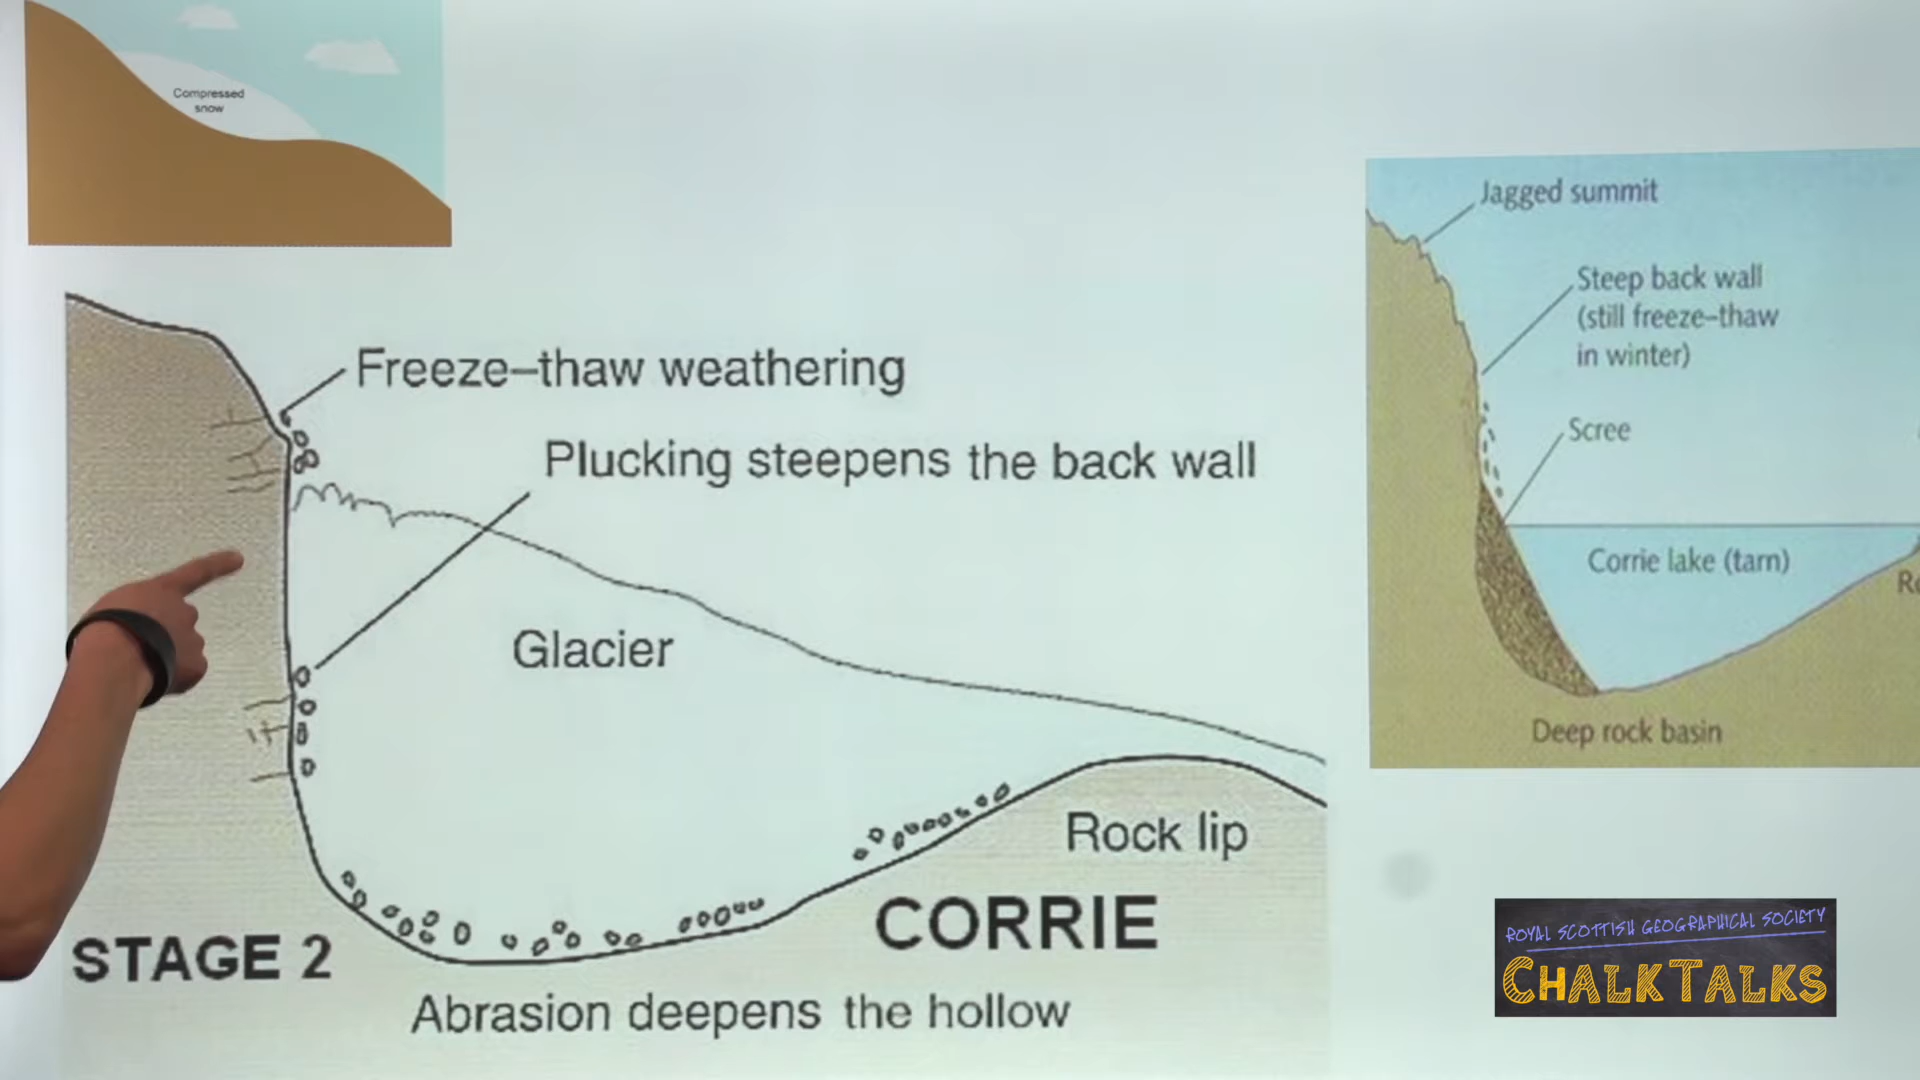 Compressed
snow
Freeze–thaw weathering
Plucking steepens the back wall
Glacier
Rock lip
CORRIE
STAGE 2
Abrasion deepens the hollow
Jagged summit
Steep back wall
(still freeze–thaw
in winter)
Scree
Corrie lake (tarn)
Deep rock basin
ROYAL SCOTTISH GEOGRAPHICAL SOCIETY
CHALKTALKS